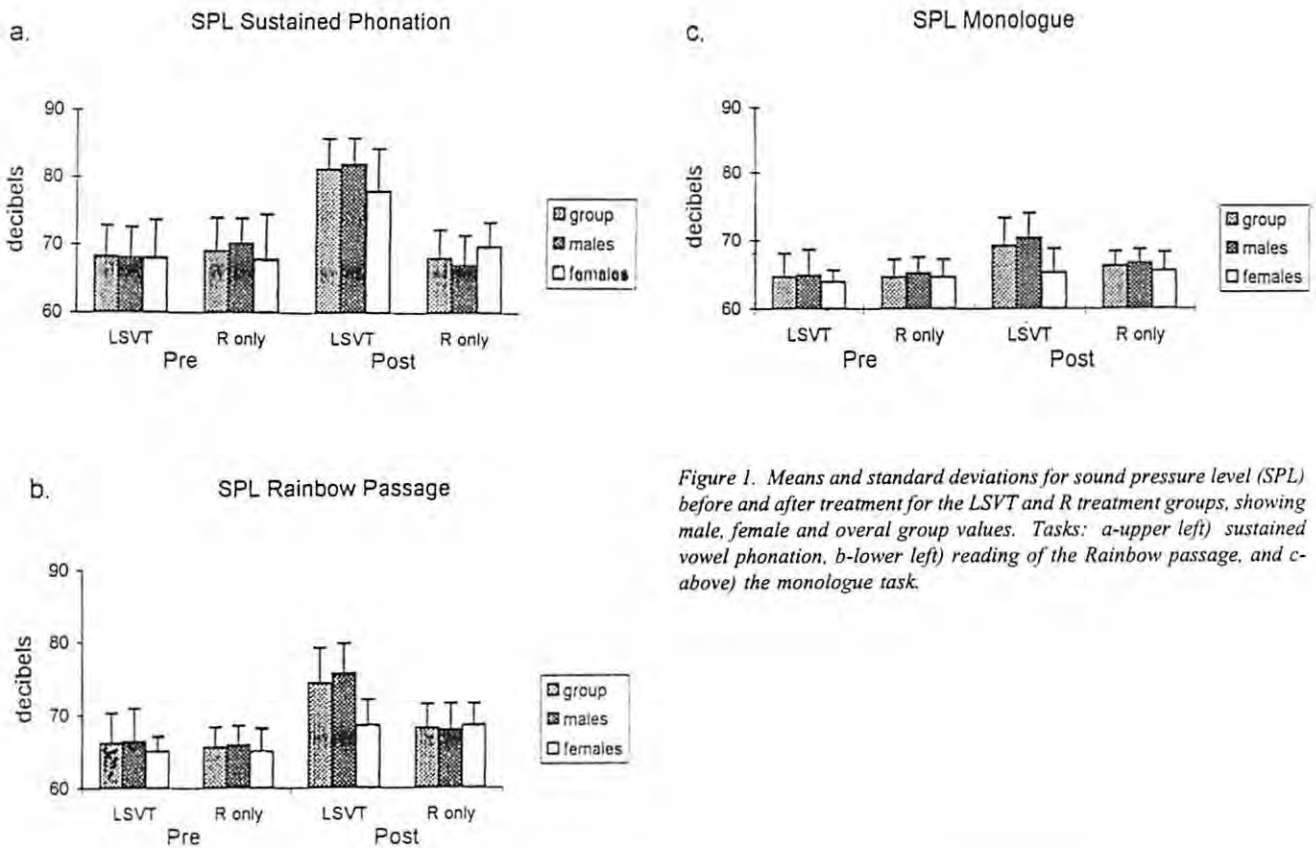 a.
SPL Sustained Phonation
90
80
70
60
decibels
LSVT
R only
LSVT
R only
Pre
Post
group
males
females
c.
SPL Monologue
90
80
70
60
decibels
LSVT
R only
LSVT
R only
Pre
Post
group
males
females
b.
SPL Rainbow Passage
90
80
70
60
decibels
LSVT
R only
LSVT
R only
Pre
Post
group
males
females
Figure 1. Means and standard deviations for sound pressure level (SPL)
before and after treatment for the LSVT and R treatment groups, showing
male, female and overal group values. Tasks: a-upper left) sustained
vowel phonation, b-lower left) reading of the Rainbow passage, and c-
above) the monologue task.